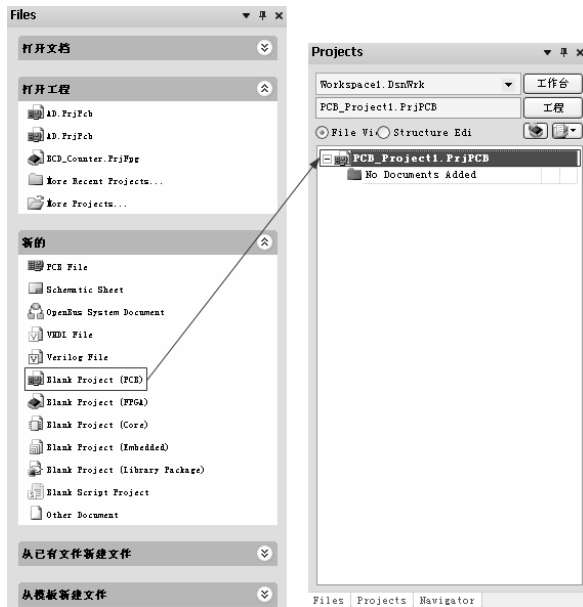 Files
打开文档
打开工程
AD.PrjPcb
AD.PrjPcb
BCD_Counter.PrjFpg
More Recent Projects...
More Projects...
新的
PCB File
Schematic Sheet
OpenBus System Document
VHDL File
Verilog File
Blank Project (PCB)
Blank Project (FPGA)
Blank Project (Core)
Blank Project (Embedded)
Blank Project (Library Package)
Blank Script Project
Other Document
从已有文件新建文件
从模板新建文件
Projects
Workspace1.DsnWrk
工作台
PCB_Project1.PrjPCB
工程
File Vi
Structure Edi
PCB_Project1.PrjPCB
No Documents Added
Files Projects Navigator